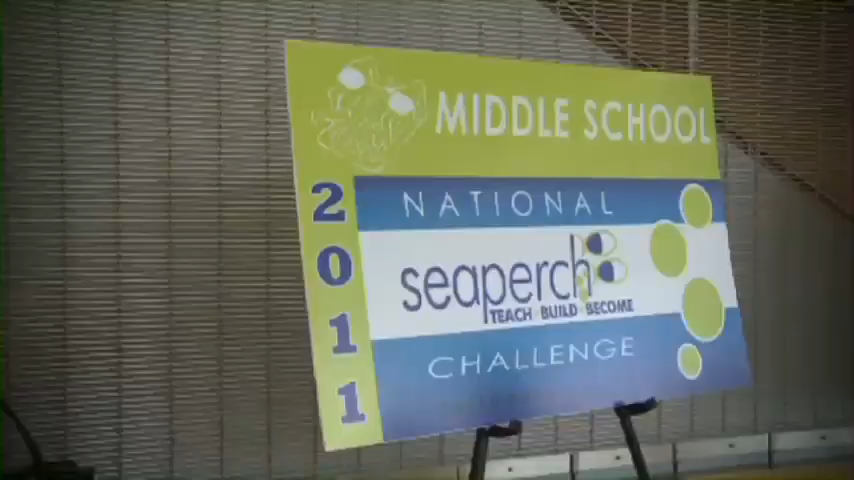 MIDDLE SCHOOL
2011
NATIONAL
seaperch
TEACH BUILD BECOME
CHALLENGE